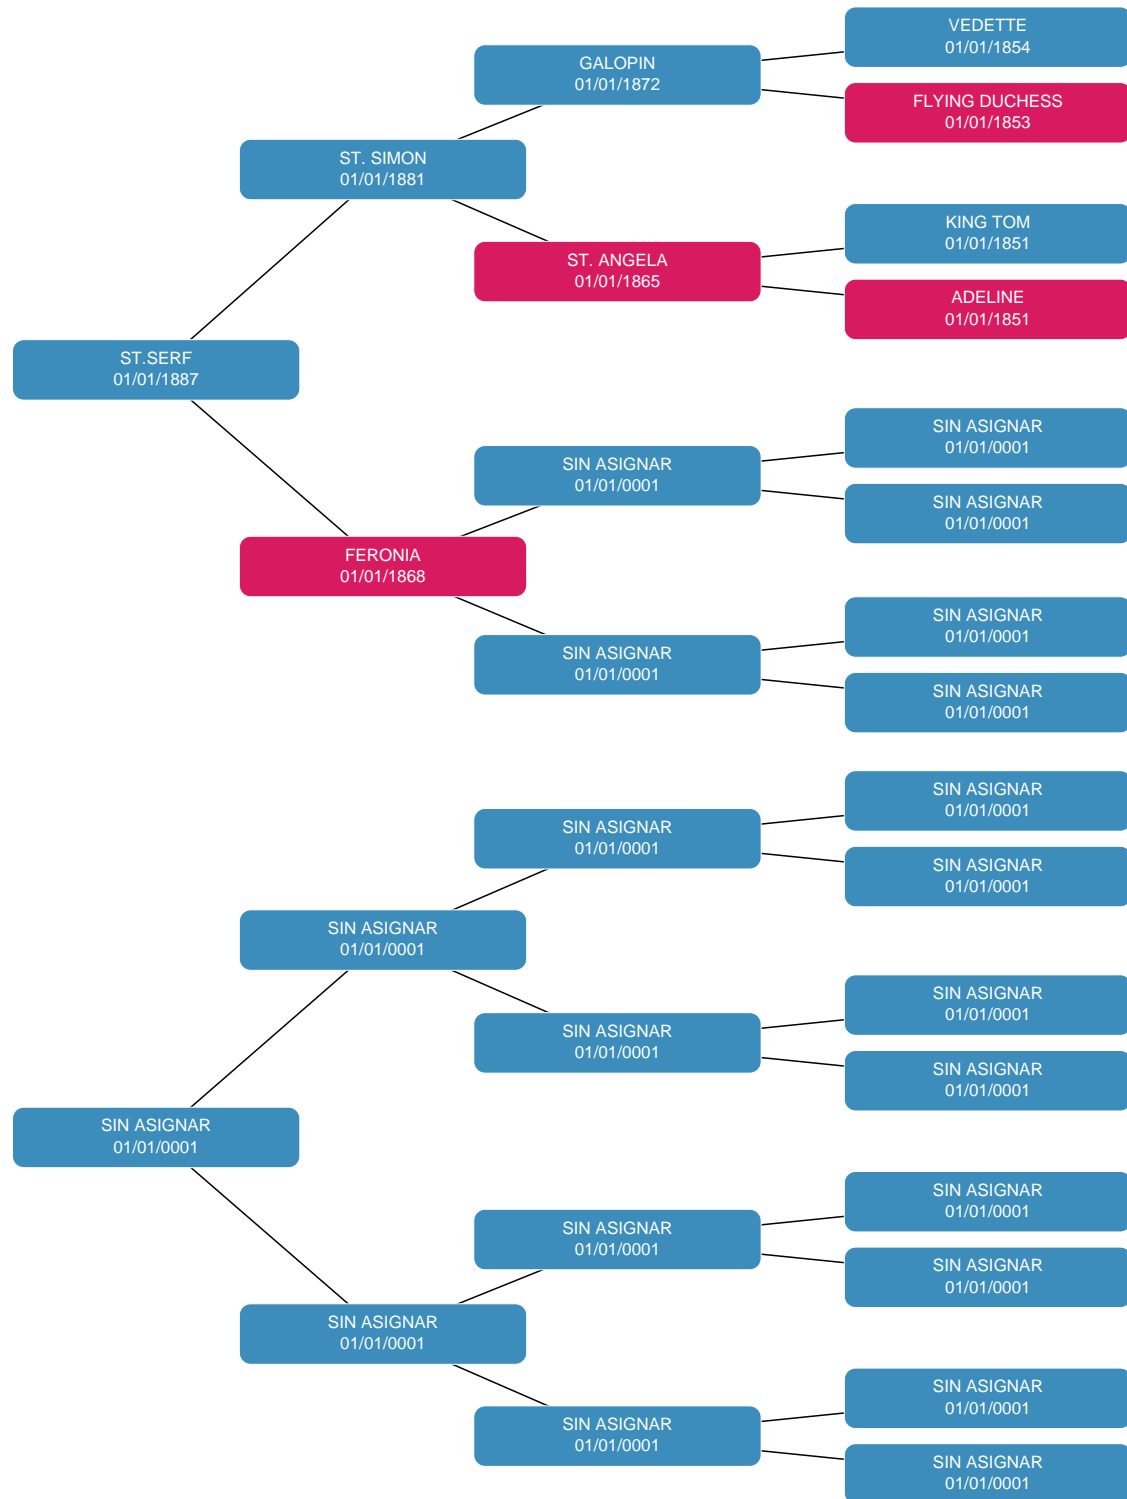 VEDETTE
01/01/1854
GALOPIN
01/01/1872
FLYING DUCHESS
01/01/1853
ST. SIMON
01/01/1881
KING TOM
01/01/1851
ST. ANGELA
01/01/1865
ADELINE
01/01/1851
ST.SERF
01/01/1887
SIN ASIGNAR
01/01/0001
SIN ASIGNAR
01/01/0001
SIN ASIGNAR
01/01/0001
FERONIA
01/01/1868
SIN ASIGNAR
01/01/0001
SIN ASIGNAR
01/01/0001
SIN ASIGNAR
01/01/0001
SIN ASIGNAR
01/01/0001
SIN ASIGNAR
01/01/0001
SIN ASIGNAR
01/01/0001
SIN ASIGNAR
01/01/0001
SIN ASIGNAR
01/01/0001
SIN ASIGNAR
01/01/0001
SIN ASIGNAR
01/01/0001
SIN ASIGNAR
01/01/0001
SIN ASIGNAR
01/01/0001
SIN ASIGNAR
01/01/0001
SIN ASIGNAR
01/01/0001
SIN ASIGNAR
01/01/0001
SIN ASIGNAR
01/01/0001
SIN ASIGNAR
01/01/0001
SIN ASIGNAR
01/01/0001